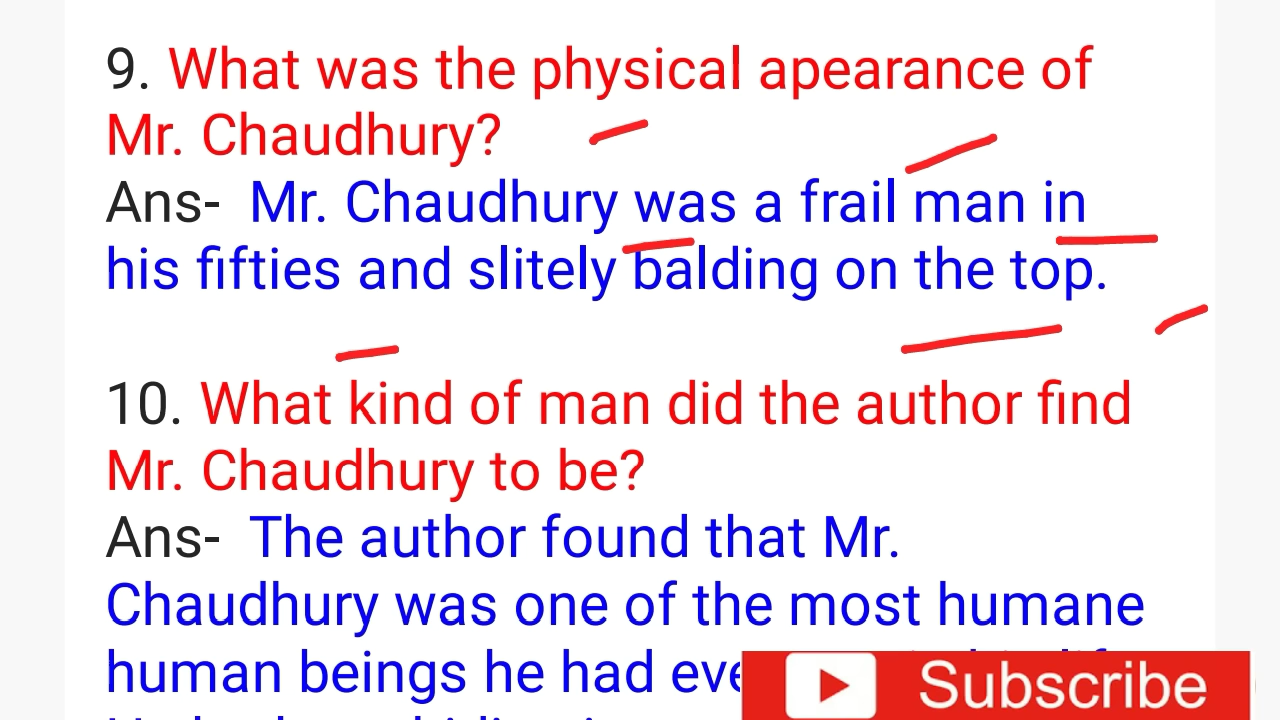 9. What was the physical apearance of
Mr. Chaudhury?
Ans- Mr. Chaudhury was a frail man in
his fifties and slitely balding on the top.
10. What kind of man did the author find
Mr. Chaudhury to be?
Ans- The author found that Mr.
Chaudhury was one of the most humane
human beings he had
Subscribe